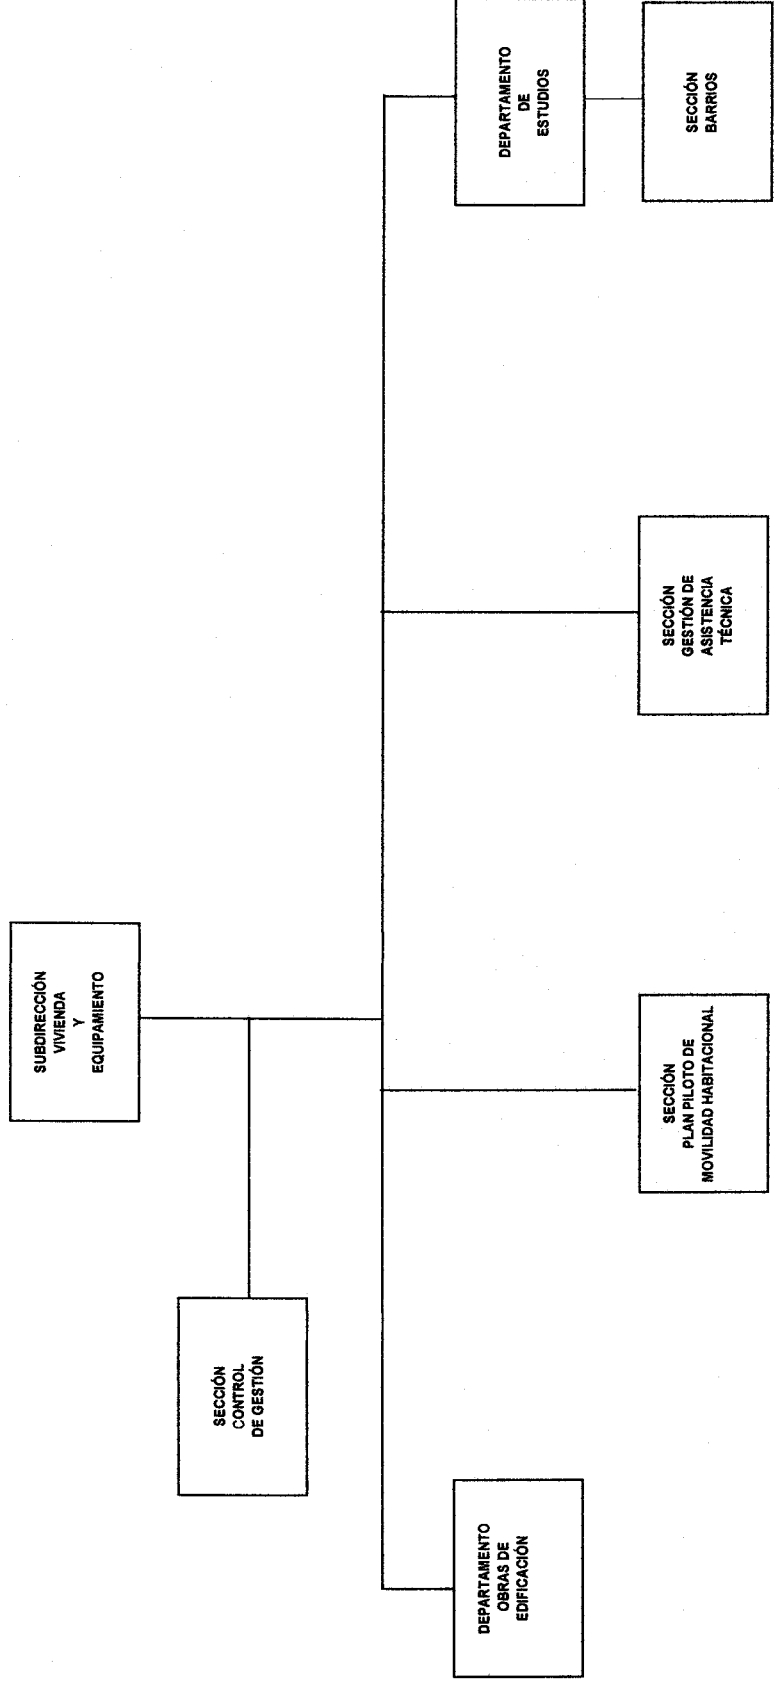 SUBDIRECCIÓN
VIVIENDA
Y
EQUIPAMIENTO
SECCIÓN
CONTROL
DE GESTIÓN
DEPARTAMENTO
OBRAS DE
EDIFICACIÓN
SECCIÓN
PLAN PILOTO DE
MOVILIDAD HABITACIONAL
SECCIÓN
GESTIÓN DE
ASISTENCIA
TÉCNICA
DEPARTAMENTO
DE
ESTUDIOS
SECCIÓN
BARRIOS